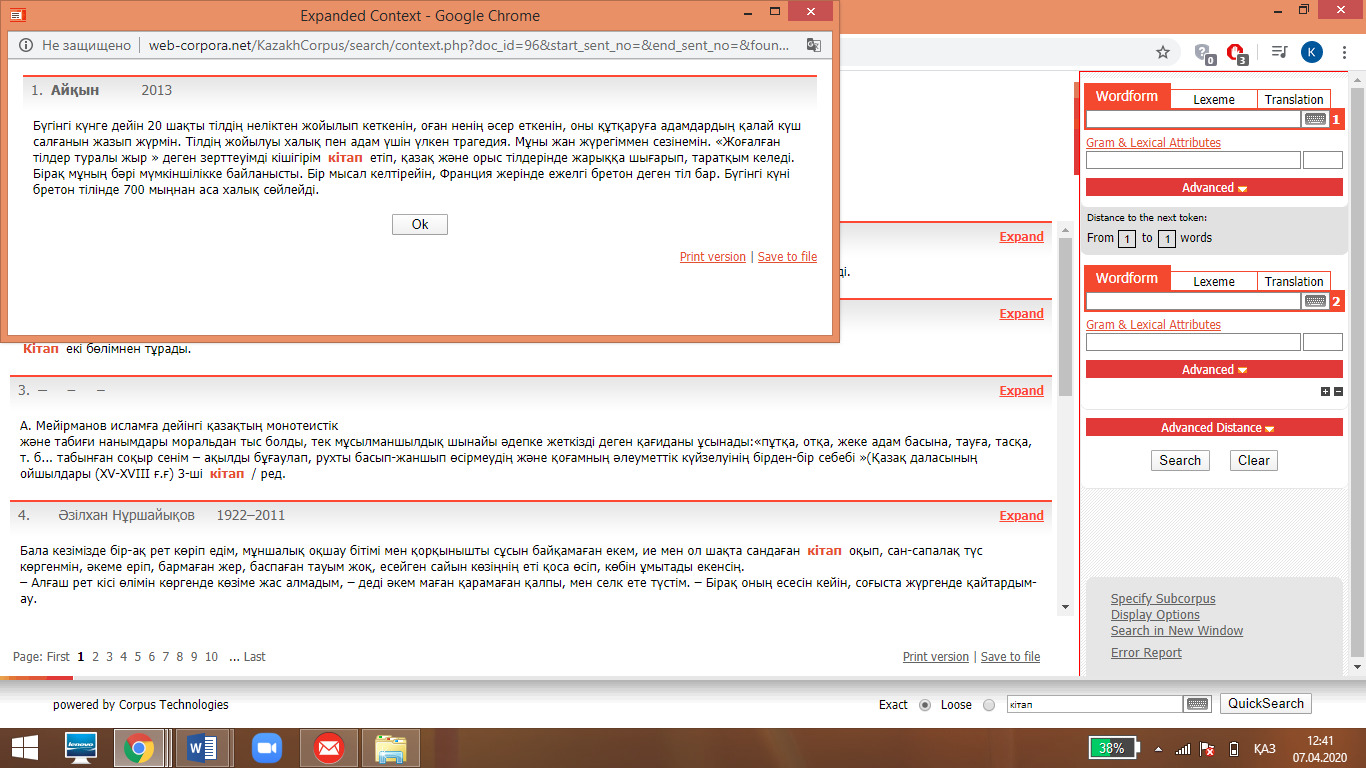 Expanded Context - Google Chrome
Не защищено web-corpora.net/KazakhCorpus/search/context.php?doc_id=96&start_sent_no=&end_sent_no=&foun...
1. Айқын 2013
Бүгінгі күнге дейін 20 шақты тілдің неліктен жойылып кеткенін, оған ненің әсер еткенін, оны құтқаруға адамдардың қалай күш
салғанын жазып жүрмін. Тілдің жойылуы халық пен адам үшін үлкен трагедия. Мұны жан жүрегіммен сезінемін. «Жоғалған
тілдер туралы жыр » деген зерттеуімді кішігірім кітап етіп, қазақ және орыс тілдерінде жарыққа шығарып, таратқым келеді.
Бірақ мұның бәрі мүмкіншілікке байланысты. Бір мысал келтірейін, Франция жерінде ежелгі бретон деген тіл бар. Бүгінгі күні
бретон тілінде 700 мыңнан аса халық сөйлейді.
Ok
Print version | Save to file
Expand
ді.
Expand
Кітап екі бөлімнен тұрады.
3. – – –
Expand
А. Мейірманов исламға дейінгі қазақтың монотеистік
және табиғи нанымдары моральдан тыс болды, тек мұсылманшылдық шынайы әдепке жеткізді деген қағиданы ұсынады:«пұтқа, отқа, жеке адам басына, тауға, тасқа,
т. б... табынған соқыр сенім – ақылды бұғаулап, рухты басып-жаншып өсірмеудің және қоғамның әлеуметтік күйзелуінің бірден-бір себебі »(Қазақ даласының
ойшылдары (XV-XVIII ғ.ғ) 3-ші кітап / ред.
4. Әзілхан Нұршайықов 1922–2011
Expand
Бала кезімізде бір-ақ рет көріп едім, мұншалық оқшау бітімі мен қорқынышты сұсын байқамаған екем, ие мен ол шақта сандаған кітап оқып, сан-сапалақ түс
көргенмін, әкеме еріп, бармаған жер, баспаған тауым жоқ, есейген сайын көзіңнің еті қоса өсіп, көбін ұмытады екенсің.
– Алғаш рет кісі өлімін көргенде көзіме жас алмадым, – деді әкем маған қарамаған қалпы, мен селк ете түстім. – Бірақ оның есесін кейін, соғыста жүргенде қайтардым-
ау.
Page: First 1 2 3 4 5 6 7 8 9 10 ... Last
Print version | Save to file
0
3
K
Wordform Lexeme Translation
1
Gram & Lexical Attributes
Advanced
Distance to the next token:
From 1 to 1 words
Wordform Lexeme Translation
2
Gram & Lexical Attributes
Advanced
Advanced Distance
Search Clear
Specify Subcorpus
Display Options
Search in New Window
Error Report
powered by Corpus Technologies
Exact Loose кітап QuickSearch
lenovo
38%
ҚАЗ
12:41
07.04.2020